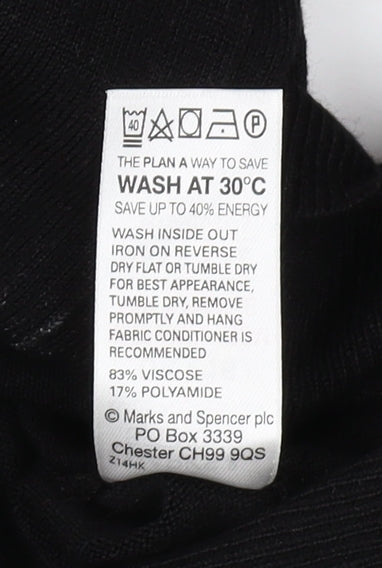 40 P
THE PLAN A WAY TO SAVE
WASH AT 30°C
SAVE UP TO 40% ENERGY
WASH INSIDE OUT
IRON ON REVERSE
DRY FLAT OR TUMBLE DRY
FOR BEST APPEARANCE,
TUMBLE DRY, REMOVE
PROMPTLY AND HANG
FABRIC CONDITIONER IS
RECOMMENDED
83% VISCOSE
17% POLYAMIDE
© Marks and Spencer plc
PO Box 3339
Chester CH99 9QS
Z14HK